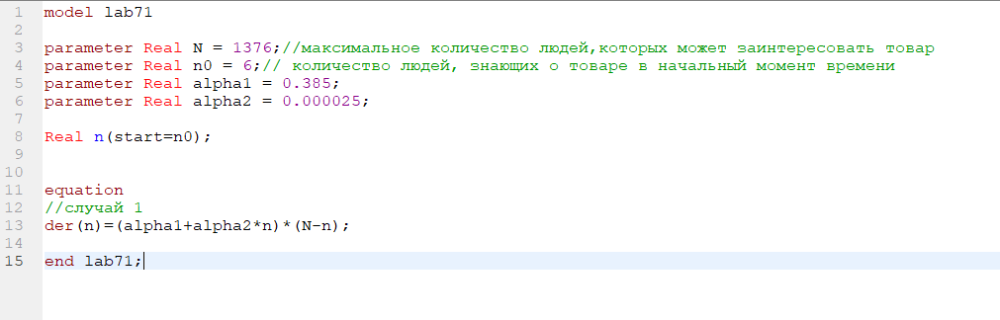 1 model lab71
2
3 parameter Real N = 1376;//максимальное количество людей,которых может заинтересовать товар
4 parameter Real n0 = 6;// количество людей, знающих о товаре в начальный момент времени
5 parameter Real alpha1 = 0.385;
6 parameter Real alpha2 = 0.000025;
7
8 Real n(start=n0);
9
10
11 equation
12 //случай 1
13 der(n)=(alpha1+alpha2*n)*(N-n);
14
15 end lab71;